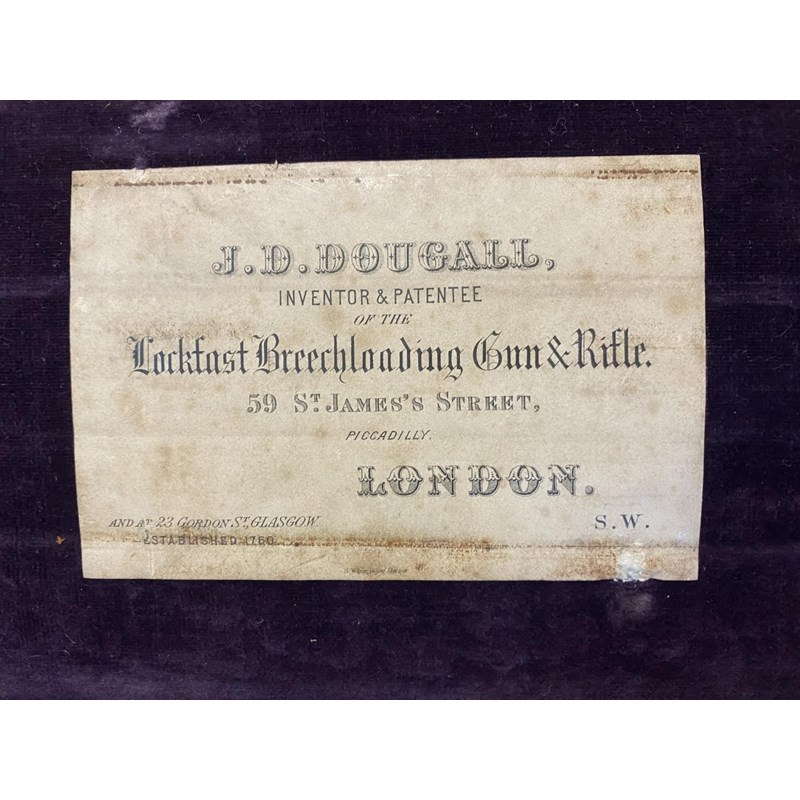 J. D. DOUGALL,
INVENTOR & PATENTEE
OF THE
Lockfast Breechloading Gun & Rifle.
59 ST. JAMES'S STREET,
PICCADILLY.
LONDON.
S.W.
AND AT 23 GORDON ST, GLASGOW.
ESTABLISHED 1760